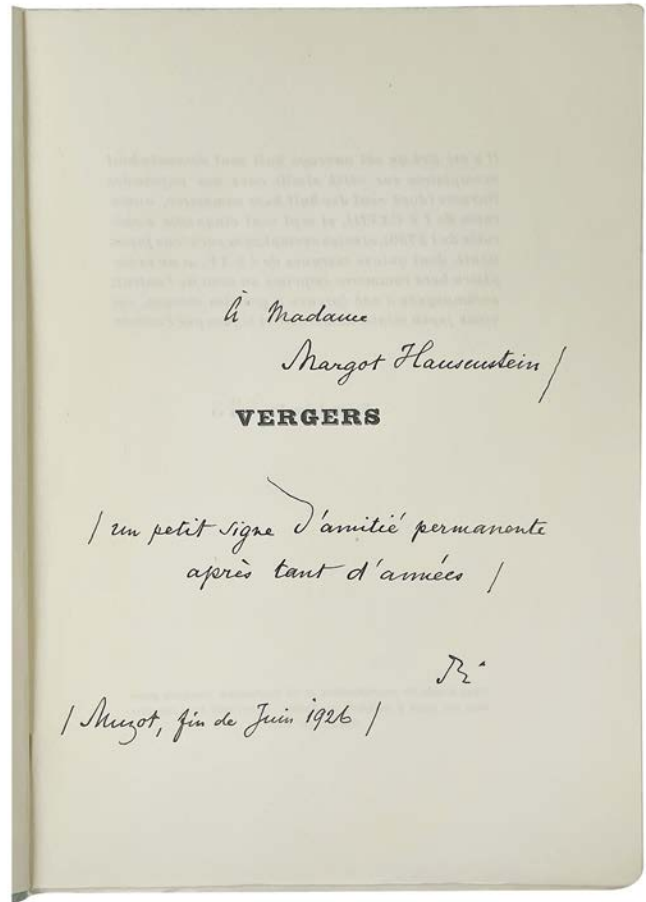 À Madame
Margot Hausenstein /
VERGERS
/ un petit signe d'amitié permanente
après tant d'années /
/ Muzot, fin de Juin 1926 /